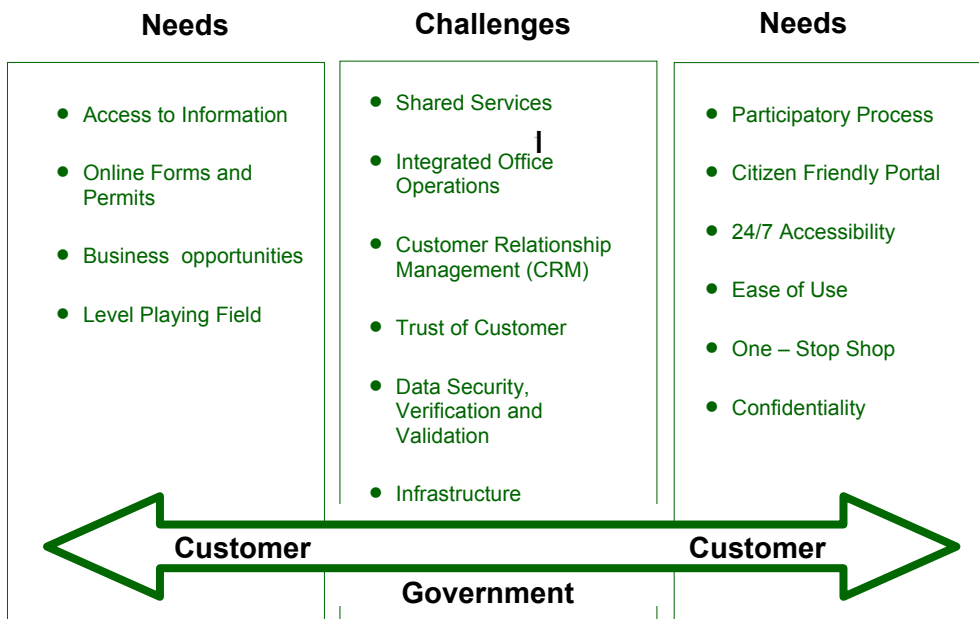 Needs
Challenges
Needs
• Access to Information
• Online Forms and
Permits
• Business opportunities
• Level Playing Field
• Shared Services
l
• Integrated Office
Operations
• Customer Relationship
Management (CRM)
• Trust of Customer
• Data Security,
Verification and
Validation
• Infrastructure
• Participatory Process
• Citizen Friendly Portal
• 24/7 Accessibility
• Ease of Use
• One – Stop Shop
• Confidentiality
Customer
Customer
Government